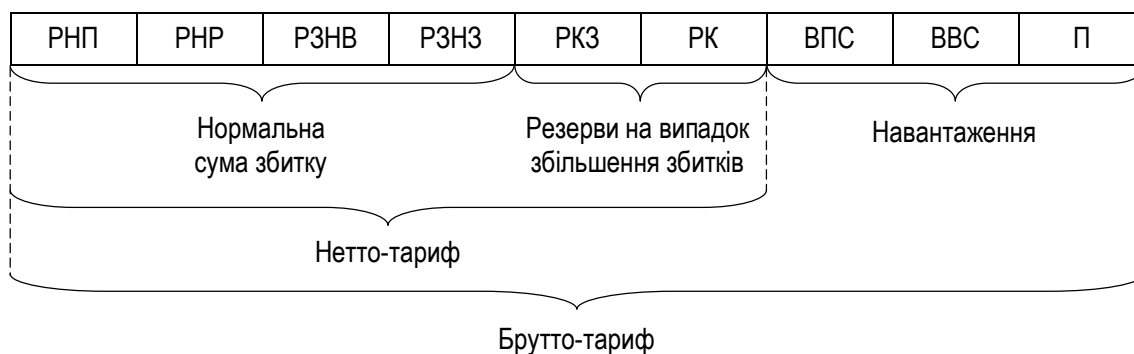 РНП РНР РЗНВ РЗНЗ РКЗ РК ВПС ВВС П
Нормальна
сума збитку
Резерви на випадок
збільшення збитків
Навантаження
Нетто-тариф
Брутто-тариф